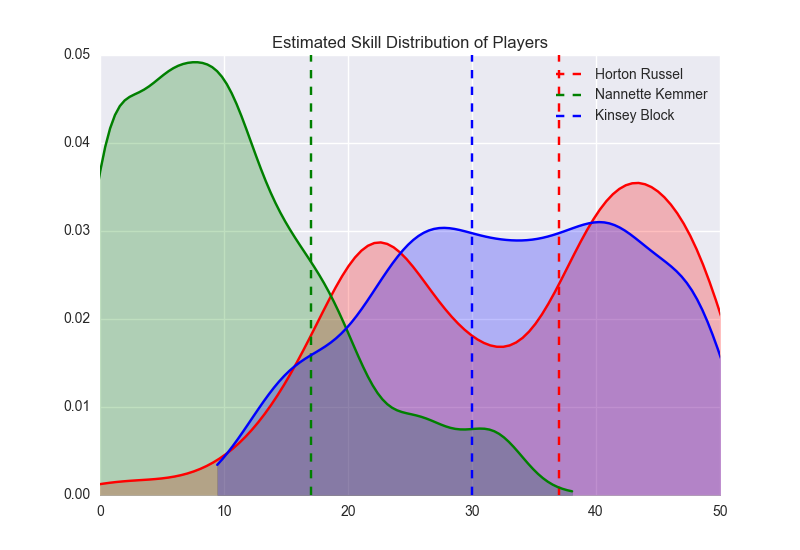 Estimated Skill Distribution of Players
Horton Russel
Nannette Kemmer
Kinsey Block
0.05
0.04
0.03
0.02
0.01
0.00
0 10 20 30 40 50